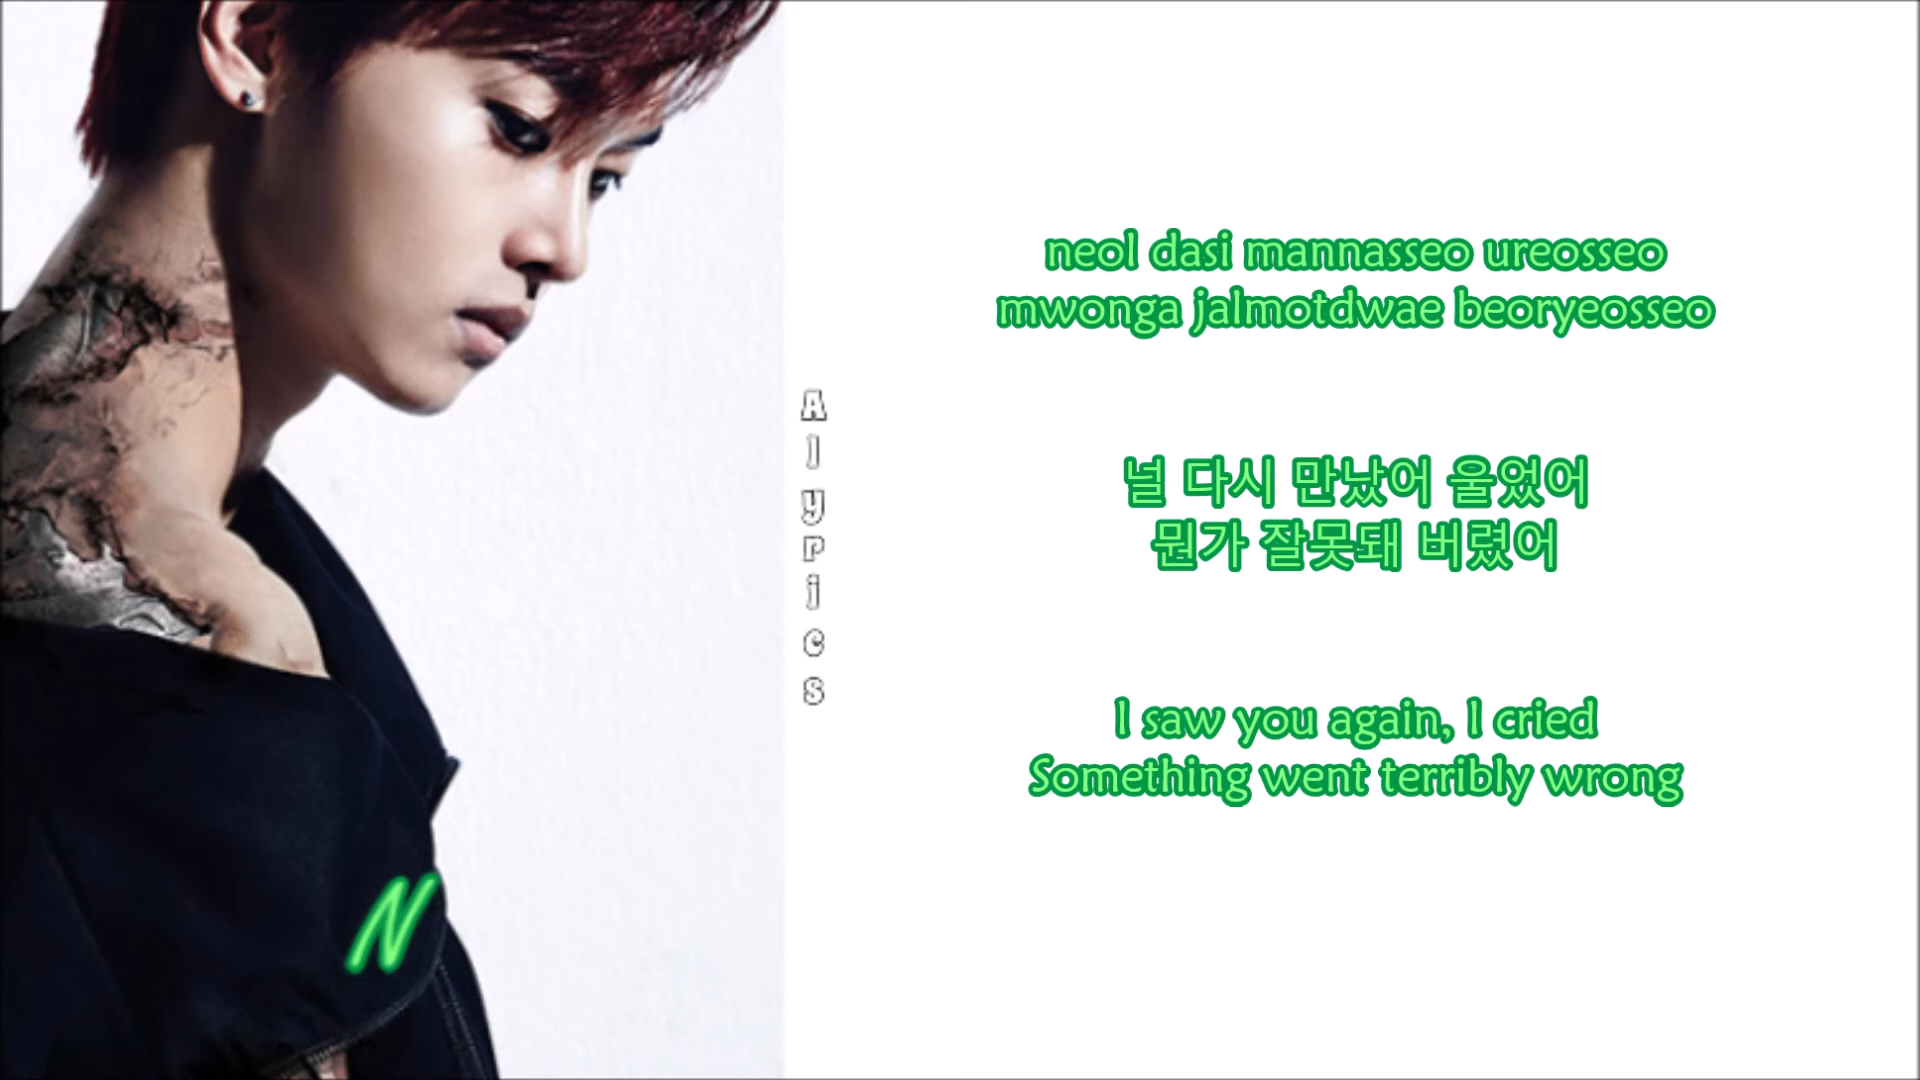 neol dasi mannasseo ureosseo
mwonga jalmotdwae beoryeosseo
널 다시 만났어 울었어
뭔가 잘못돼 버렸어
I saw you again, I cried
Something went terribly wrong
Alyrics
N